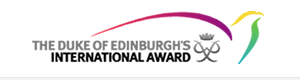 THE DUKE OF EDINBURGH'S
INTERNATIONAL AWARD